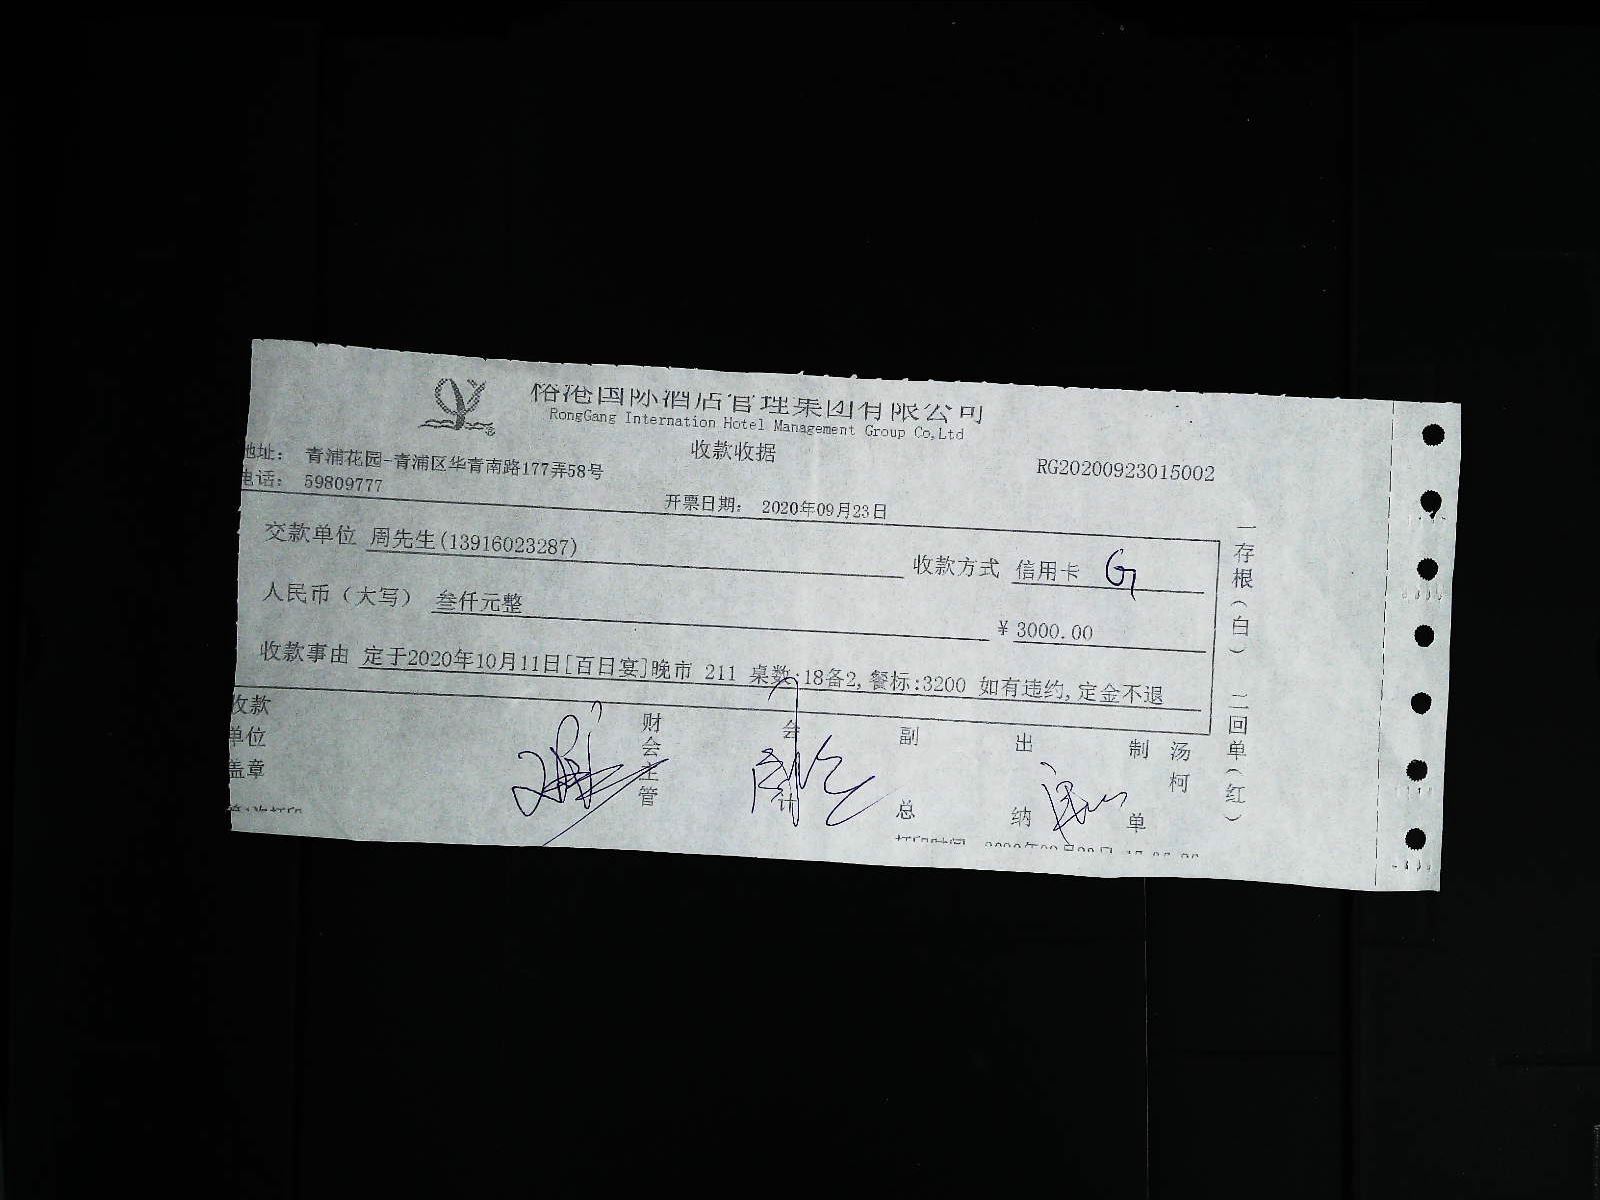 裕港国际酒店管理集团有限公司
RongGang Internation Hotel Management Group Co,Ltd
收款收据
地址： 青浦花园-青浦区华青南路177弄58号
RG20200923015002
电话： 59809777
开票日期： 2020年09月23日
交款单位 周先生(13916023287)
收款方式 信用卡
人民币（大写） 叁仟元整
¥ 3000.00
收款事由 定于2020年10月11日[百日宴]晚市 211 桌数:18备2,餐标:3200 如有违约,定金不退
收款单位盖章
财会主管
会计
副总
出纳
制单
汤柯
一存根(白)
二回单(红)